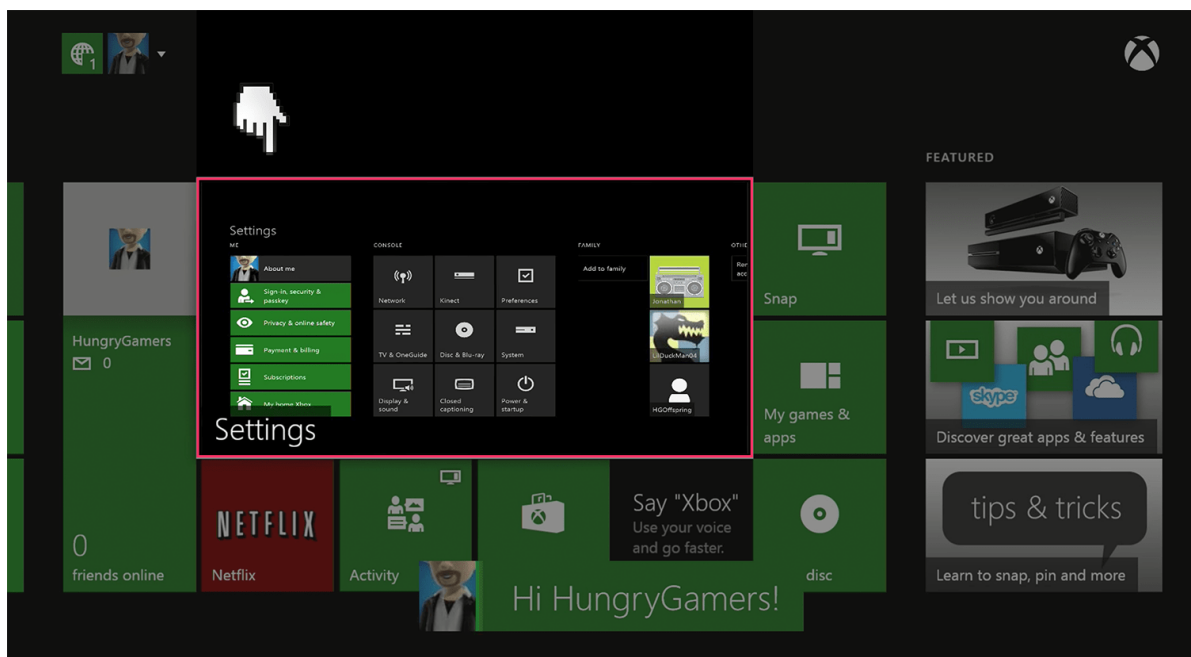 1
FEATURED
Settings
ME
CONSOLE
FAMILY
OTHE
About me
Sign-in, security &
passkey
Privacy & online safety
Payment & billing
Subscriptions
My home Xbox
Network
Kinect
Preferences
TV & OneGuide
Disc & Blu-ray
System
Display &
sound
Closed
captioning
Power &
startup
Add to family
Jonathan
LilDuckMan04
HGOffspring
Rer
acc
Settings
HungryGamers
0
0
friends online
NETFLIX
Netflix
Activity
Say "Xbox"
Use your voice
and go faster.
Snap
My games &
apps
disc
Hi HungryGamers!
Let us show you around
skype
Discover great apps & features
tips & tricks
Learn to snap, pin and more